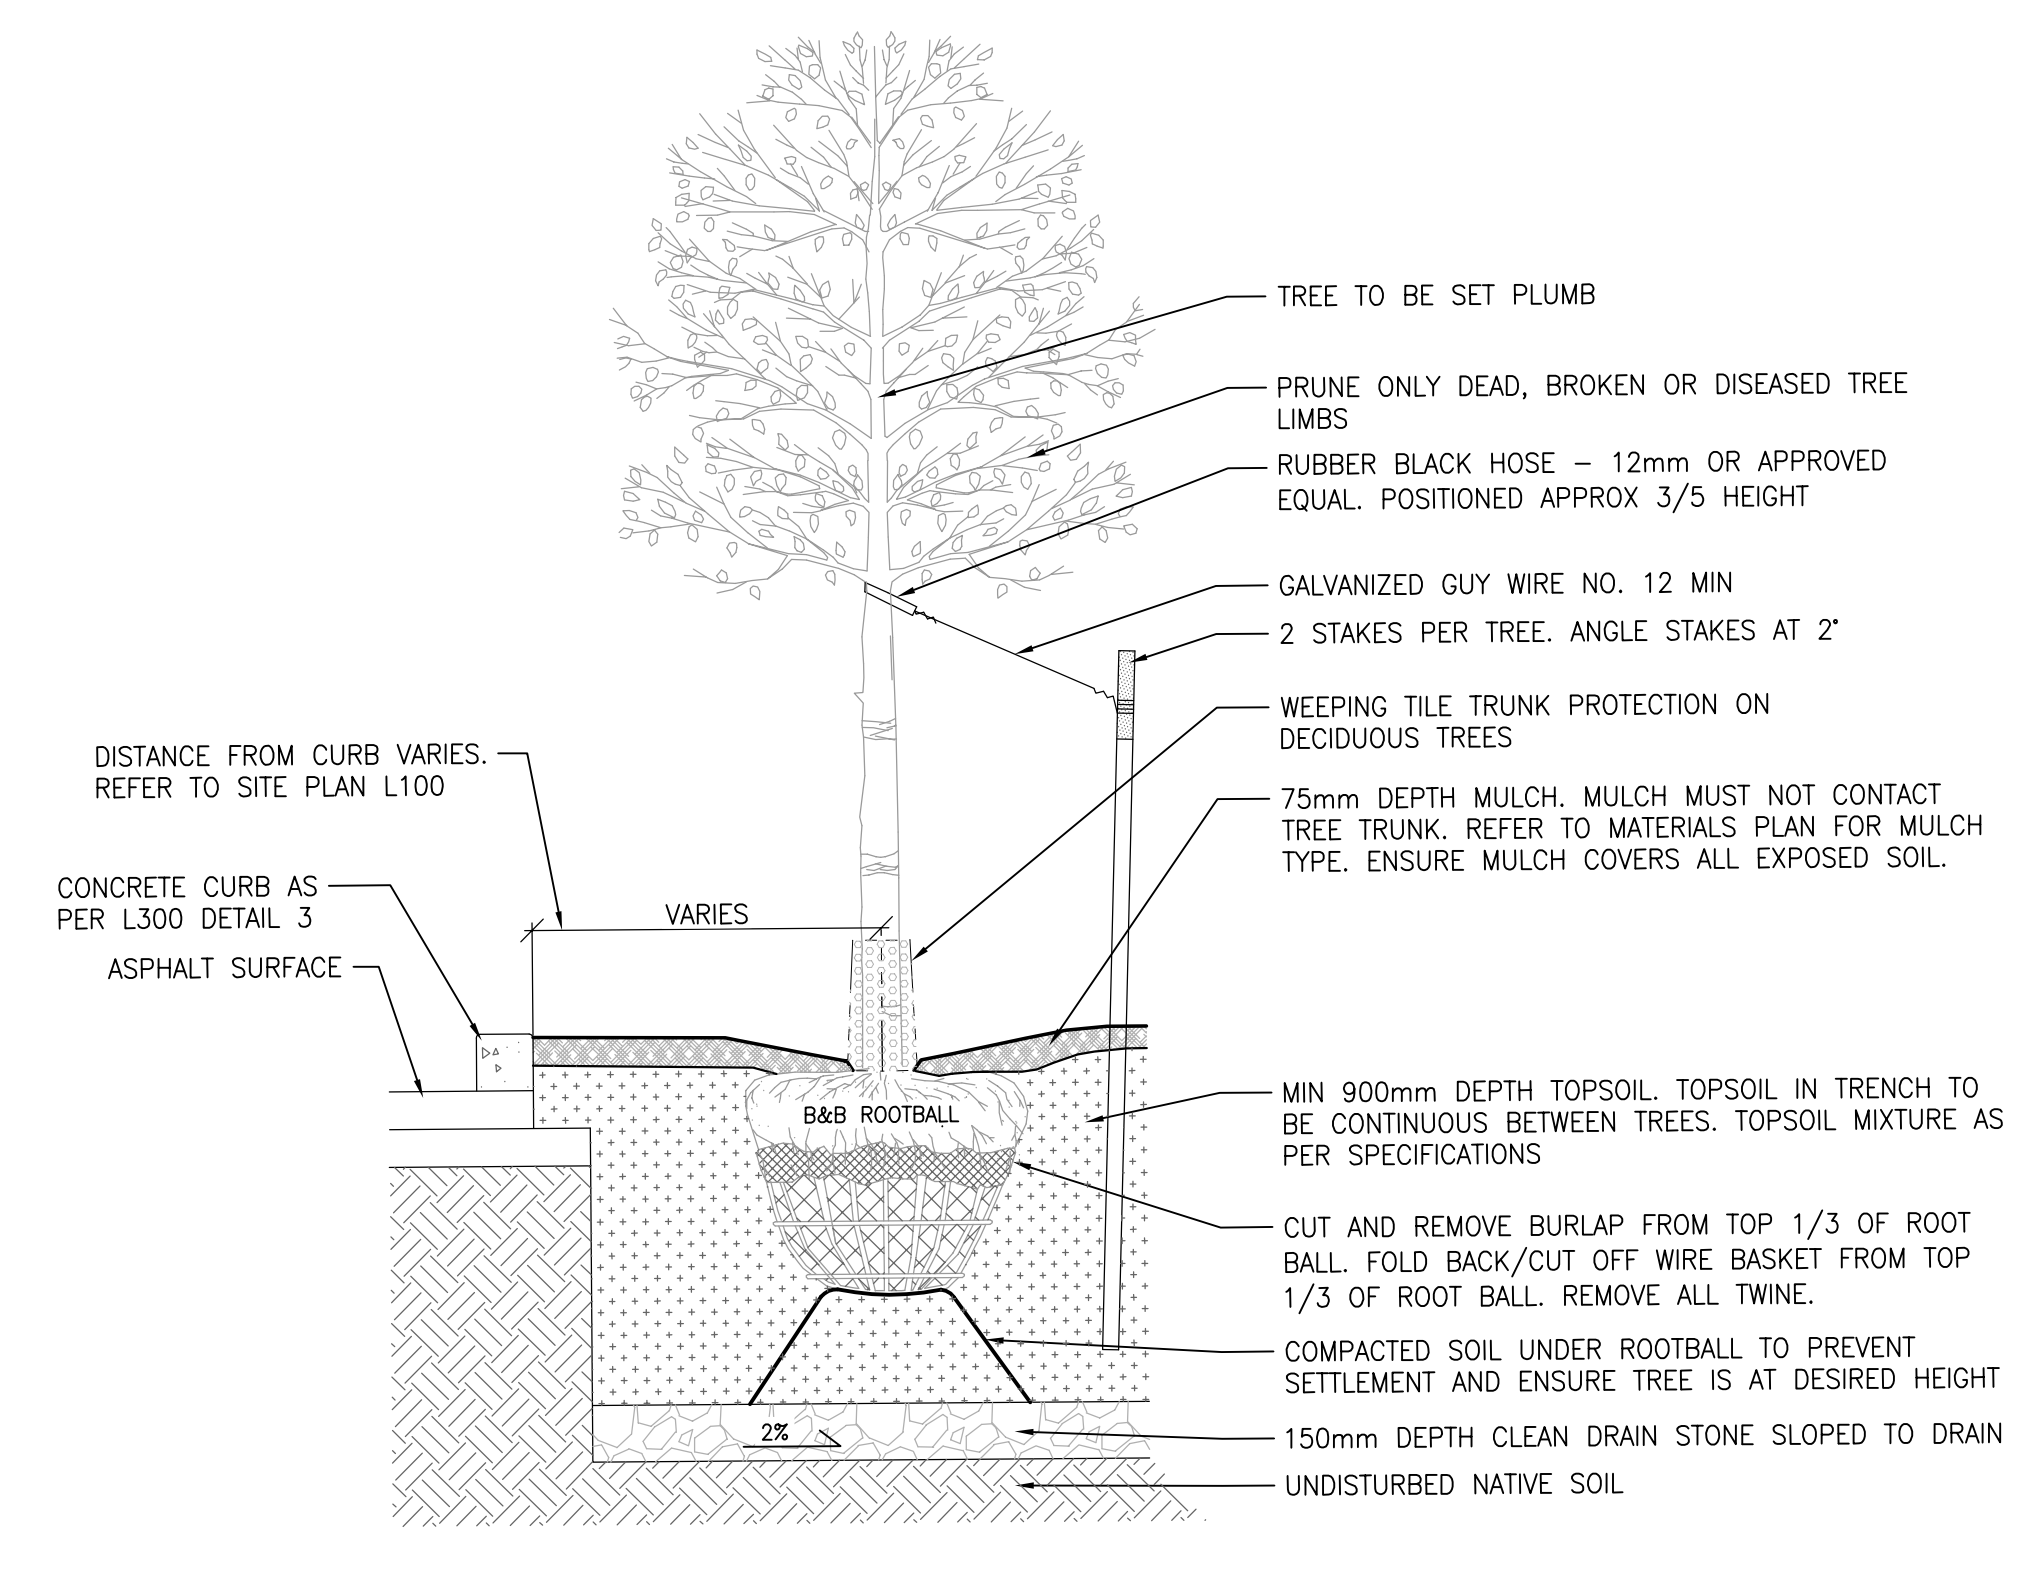 TREE TO BE SET PLUMB
PRUNE ONLY DEAD, BROKEN OR DISEASED TREE
LIMBS
RUBBER BLACK HOSE – 12mm OR APPROVED
EQUAL. POSITIONED APPROX 3/5 HEIGHT
GALVANIZED GUY WIRE NO. 12 MIN
2 STAKES PER TREE. ANGLE STAKES AT 2°
WEEPING TILE TRUNK PROTECTION ON
DECIDUOUS TREES
DISTANCE FROM CURB VARIES.
REFER TO SITE PLAN L100
75mm DEPTH MULCH. MULCH MUST NOT CONTACT
TREE TRUNK. REFER TO MATERIALS PLAN FOR MULCH
TYPE. ENSURE MULCH COVERS ALL EXPOSED SOIL.
CONCRETE CURB AS
PER L300 DETAIL 3
VARIES
ASPHALT SURFACE
B&B ROOTBALL
MIN 900mm DEPTH TOPSOIL. TOPSOIL IN TRENCH TO
BE CONTINUOUS BETWEEN TREES. TOPSOIL MIXTURE AS
PER SPECIFICATIONS
CUT AND REMOVE BURLAP FROM TOP 1/3 OF ROOT
BALL. FOLD BACK/CUT OFF WIRE BASKET FROM TOP
1/3 OF ROOT BALL. REMOVE ALL TWINE.
COMPACTED SOIL UNDER ROOTBALL TO PREVENT
SETTLEMENT AND ENSURE TREE IS AT DESIRED HEIGHT
2%
150mm DEPTH CLEAN DRAIN STONE SLOPED TO DRAIN
UNDISTURBED NATIVE SOIL